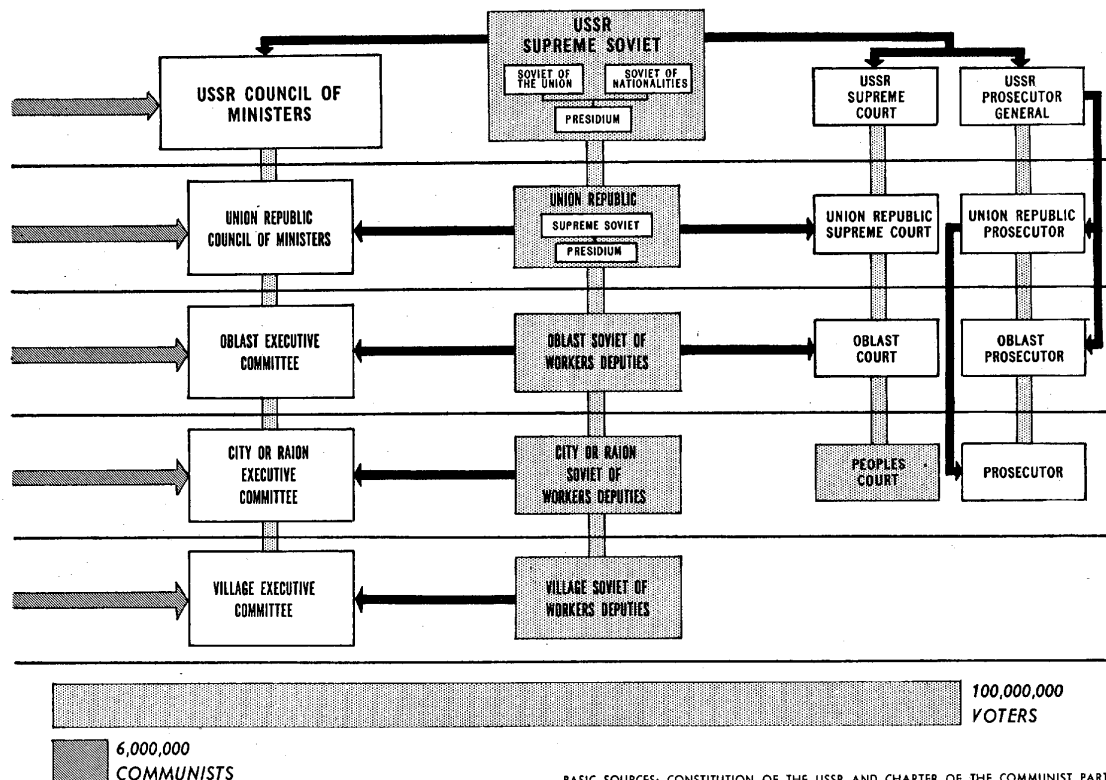 USSR
SUPREME SOVIET
SOVIET OF
THE UNION
SOVIET OF
NATIONALITIES
PRESIDIUM
USSR COUNCIL OF
MINISTERS
USSR
SUPREME
COURT
USSR
PROSECUTOR
GENERAL
UNION REPUBLIC
COUNCIL OF MINISTERS
UNION REPUBLIC
SUPREME SOVIET
PRESIDIUM
UNION REPUBLIC
SUPREME COURT
UNION REPUBLIC
PROSECUTOR
OBLAST EXECUTIVE
COMMITTEE
OBLAST SOVIET OF
WORKERS DEPUTIES
OBLAST
COURT
OBLAST
PROSECUTOR
CITY OR RAION
EXECUTIVE
COMMITTEE
CITY OR RAION
SOVIET OF
WORKERS DEPUTIES
PEOPLES
COURT
PROSECUTOR
VILLAGE EXECUTIVE
COMMITTEE
VILLAGE SOVIET OF
WORKERS DEPUTIES
100,000,000
VOTERS
6,000,000
COMMUNISTS
BASIC SOURCES: CONSTITUTION OF THE USSR AND CHARTER OF THE COMMUNIST PART